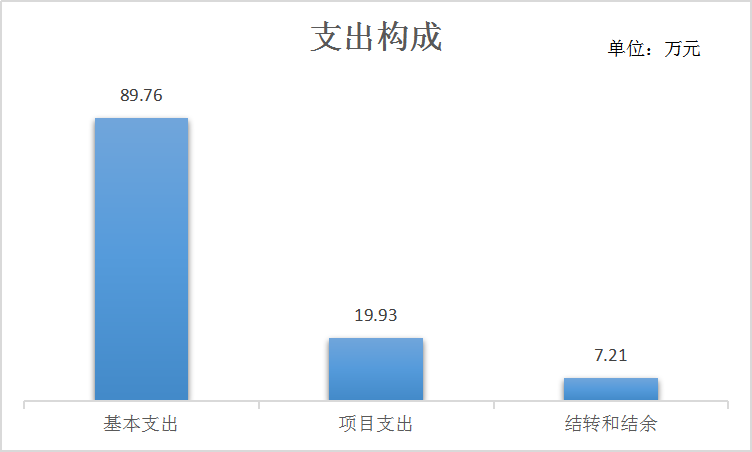 支出构成
单位：万元
89.76
19.93
7.21
基本支出
项目支出
结转和结余